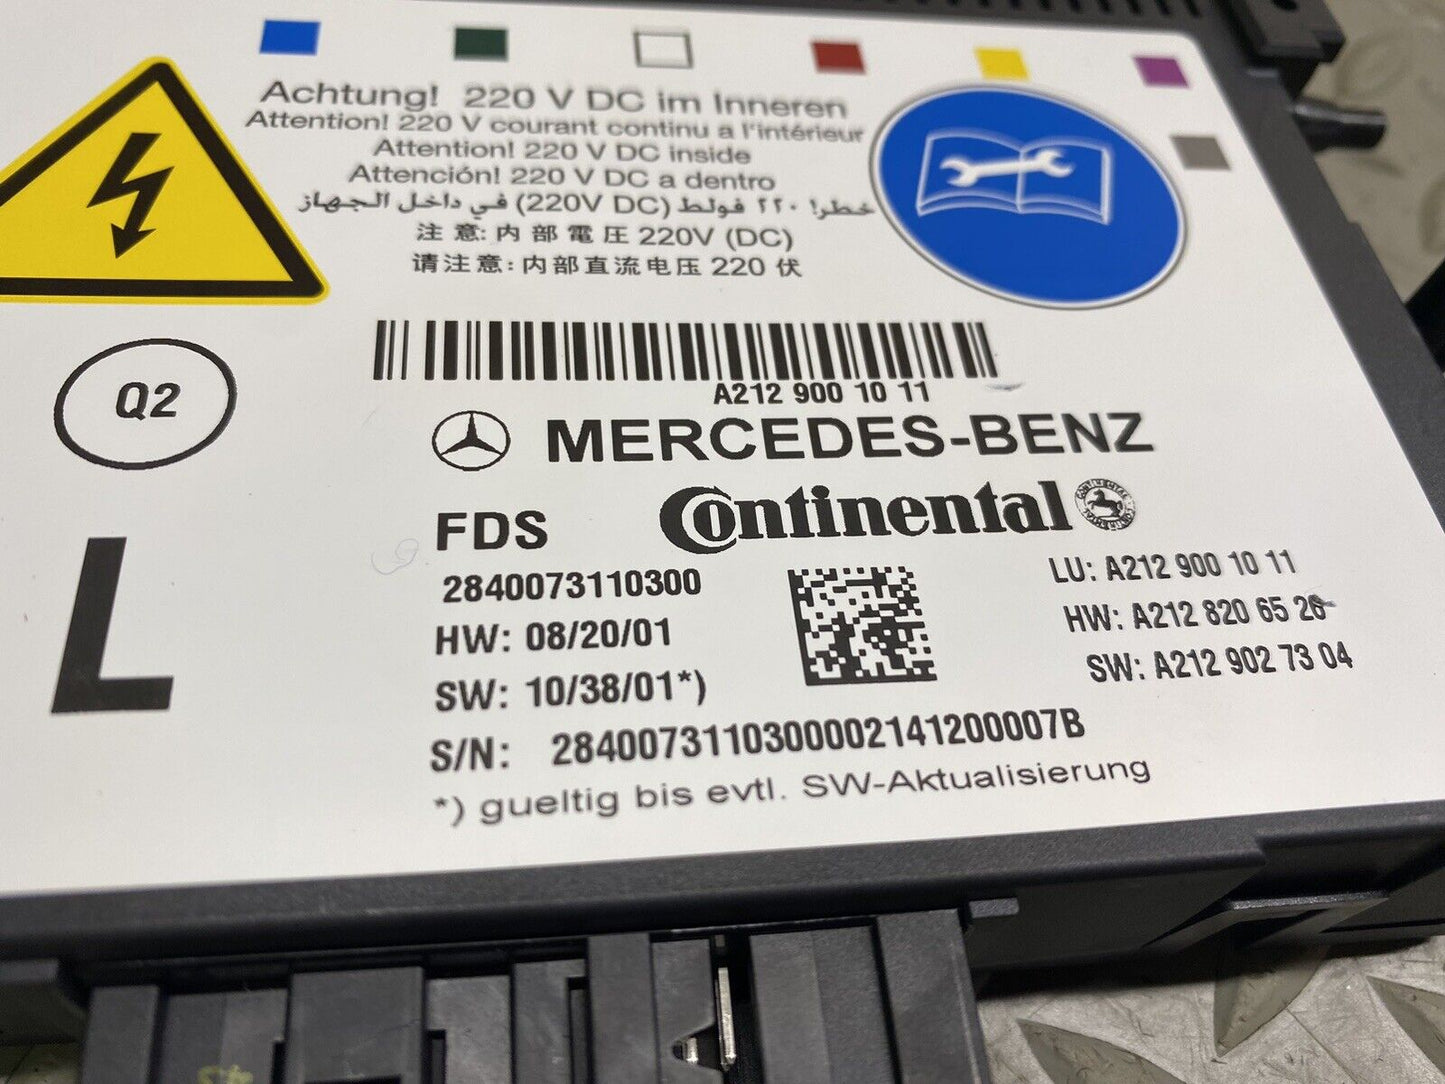 Achtung! 220 V DC im Inneren
Attention! 220 V courant continu a l'intérieur
Attention! 220 V DC inside
Atención! 220 V DC a dentro
خطر! ٢٢٠ فولط (220V DC) في داخل الجهاز
注意: 内部電圧 220V (DC)
请注意: 内部直流电压 220 伏
Q2
A212 900 10 11
MERCEDES-BENZ
Continental
FDS
2840073110300
LU: A212 900 10 11
HW: 08/20/01
HW: A212 820 65 26
SW: 10/38/01*)
SW: A212 902 73 04
L
S/N: 2840073110300002141200007B
*) gueltig bis evtl. SW-Aktualisierung